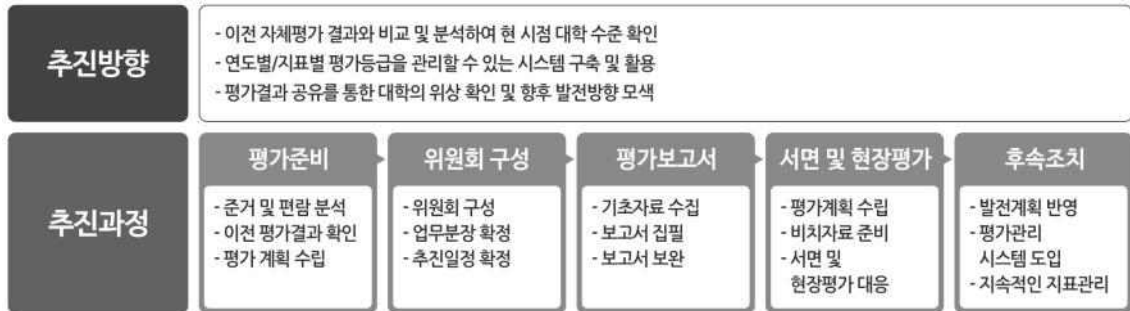 추진방향
- 이전 자체평가 결과와 비교 및 분석하여 현 시점 대학 수준 확인
- 연도별/지표별 평가등급을 관리할 수 있는 시스템 구축 및 활용
- 평가결과 공유를 통한 대학의 위상 확인 및 향후 발전방향 모색
추진과정
평가준비
- 준거 및 편람 분석
- 이전 평가결과 확인
- 평가 계획 수립
위원회 구성
- 위원회 구성
- 업무분장 확정
- 추진일정 확정
평가보고서
- 기초자료 수집
- 보고서 집필
- 보고서 보완
서면 및 현장평가
- 평가계획 수립
- 비치자료 준비
- 서면 및
현장평가 대응
후속조치
- 발전계획 반영
- 평가관리
시스템 도입
- 지속적인 지표관리